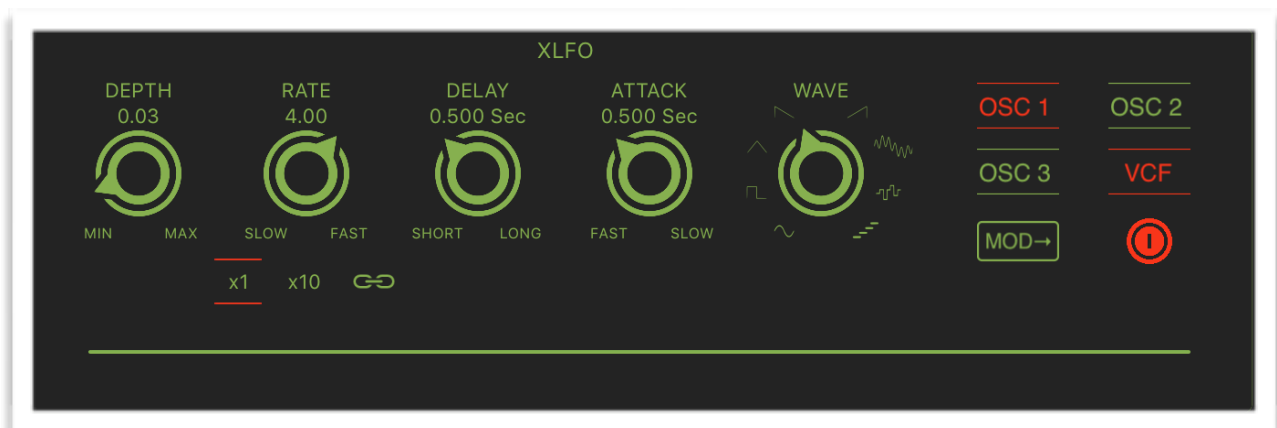 XLFO
DEPTH RATE DELAY ATTACK WAVE
0.03 4.00 0.500 Sec 0.500 Sec
OSC 1 OSC 2
OSC 3 VCF
MIN MAX SLOW FAST SHORT LONG FAST SLOW
MOD→
x1 x10